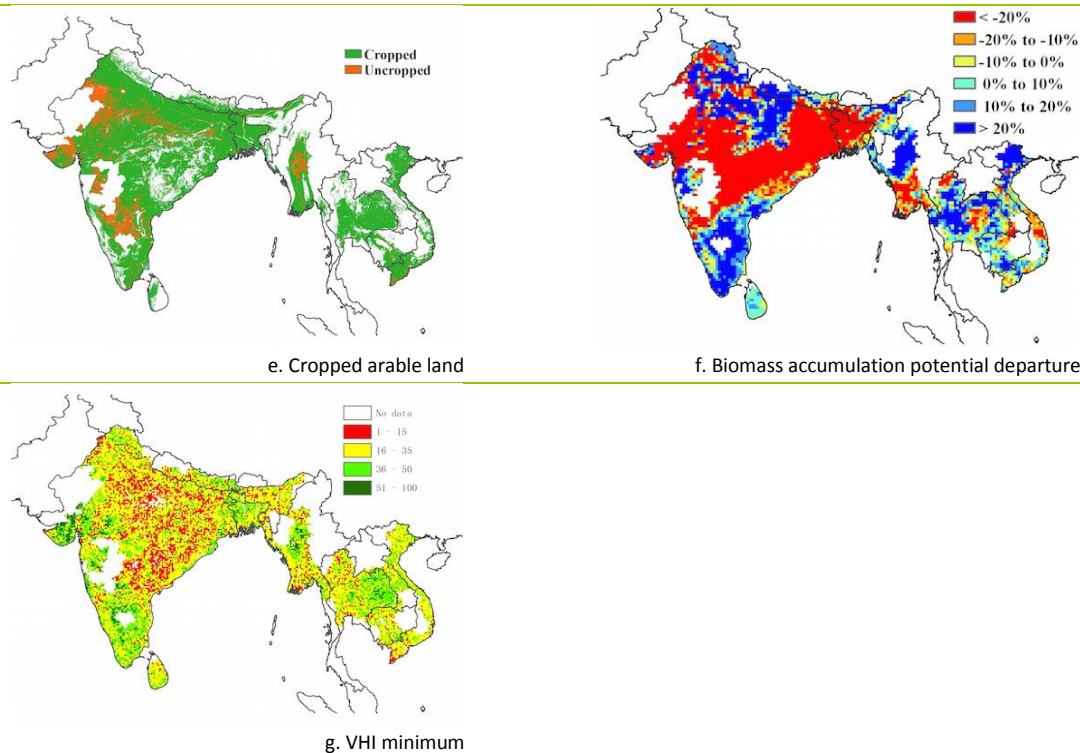 Cropped
Uncropped
e. Cropped arable land
< -20%
-20% to -10%
-10% to 0%
0% to 10%
10% to 20%
> 20%
f. Biomass accumulation potential departure
No data
1 - 15
16 - 35
36 - 50
51 - 100
g. VHI minimum